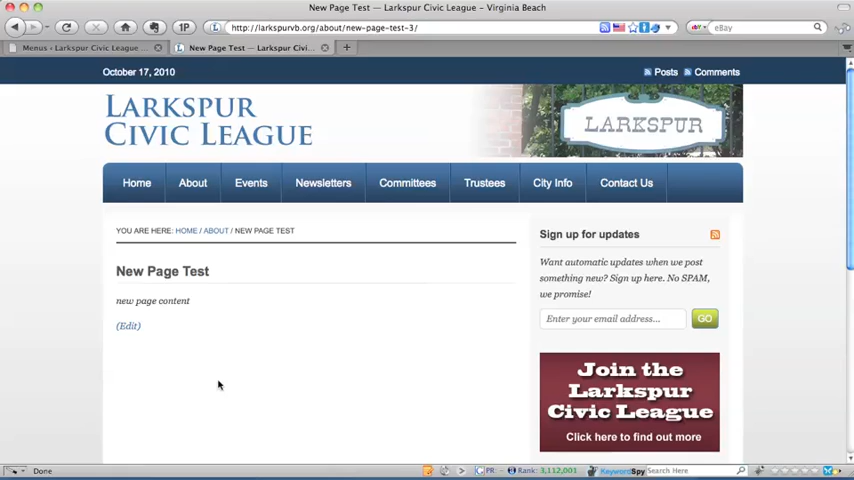 New Page Test — Larkspur Civic League – Virginia Beach
1P
L
http://larkspurvb.org/about/new-page-test-3/
eBay
Menus ‹ Larkspur Civic League ...
L
New Page Test — Larkspur Civi...
October 17, 2010
Posts
Comments
LARKSPUR
CIVIC LEAGUE
LARKSPUR
Home
About
Events
Newsletters
Committees
Trustees
City Info
Contact Us
YOU ARE HERE: HOME / ABOUT / NEW PAGE TEST
New Page Test
new page content
(Edit)
Sign up for updates
Want automatic updates when we post
something new? Sign up here. No SPAM,
we promise!
Enter your email address...
GO
Join the
Larkspur
Civic League
Click here to find out more
Done
PR:
Rank: 3,112,001
KeywordSpy
Search Here